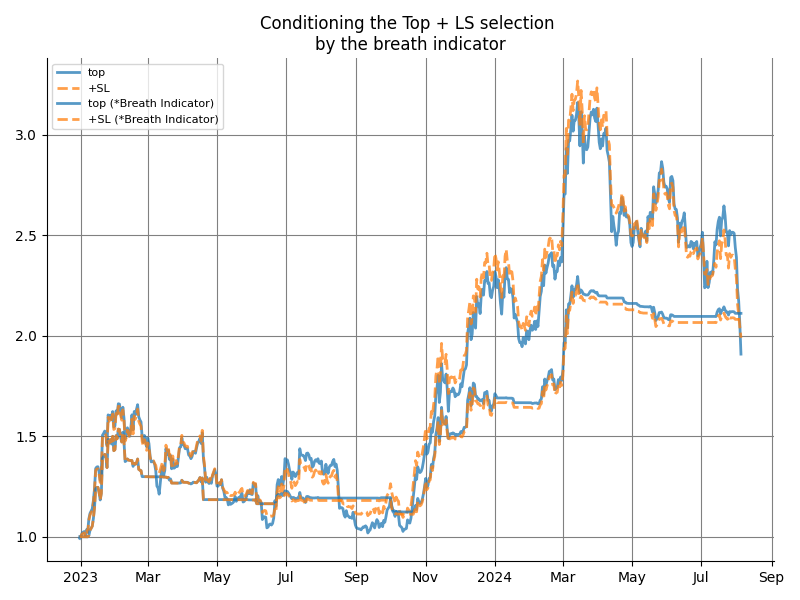 Conditioning the Top + LS selection
by the breath indicator
top
+SL
top (*Breath Indicator)
+SL (*Breath Indicator)
3.0
2.5
2.0
1.5
1.0
2023 Mar May Jul Sep Nov 2024 Mar May Jul Sep